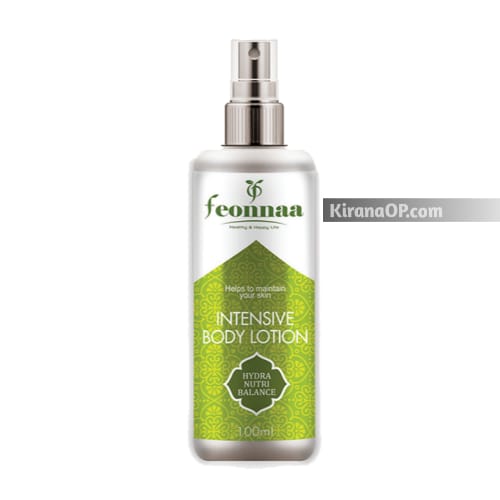 KiranaOP.com
feonnaa
Healthy & Happy Life
Helps to maintain
your skin
INTENSIVE
BODY LOTION
HYDRA
NUTRI
BALANCE
100ml